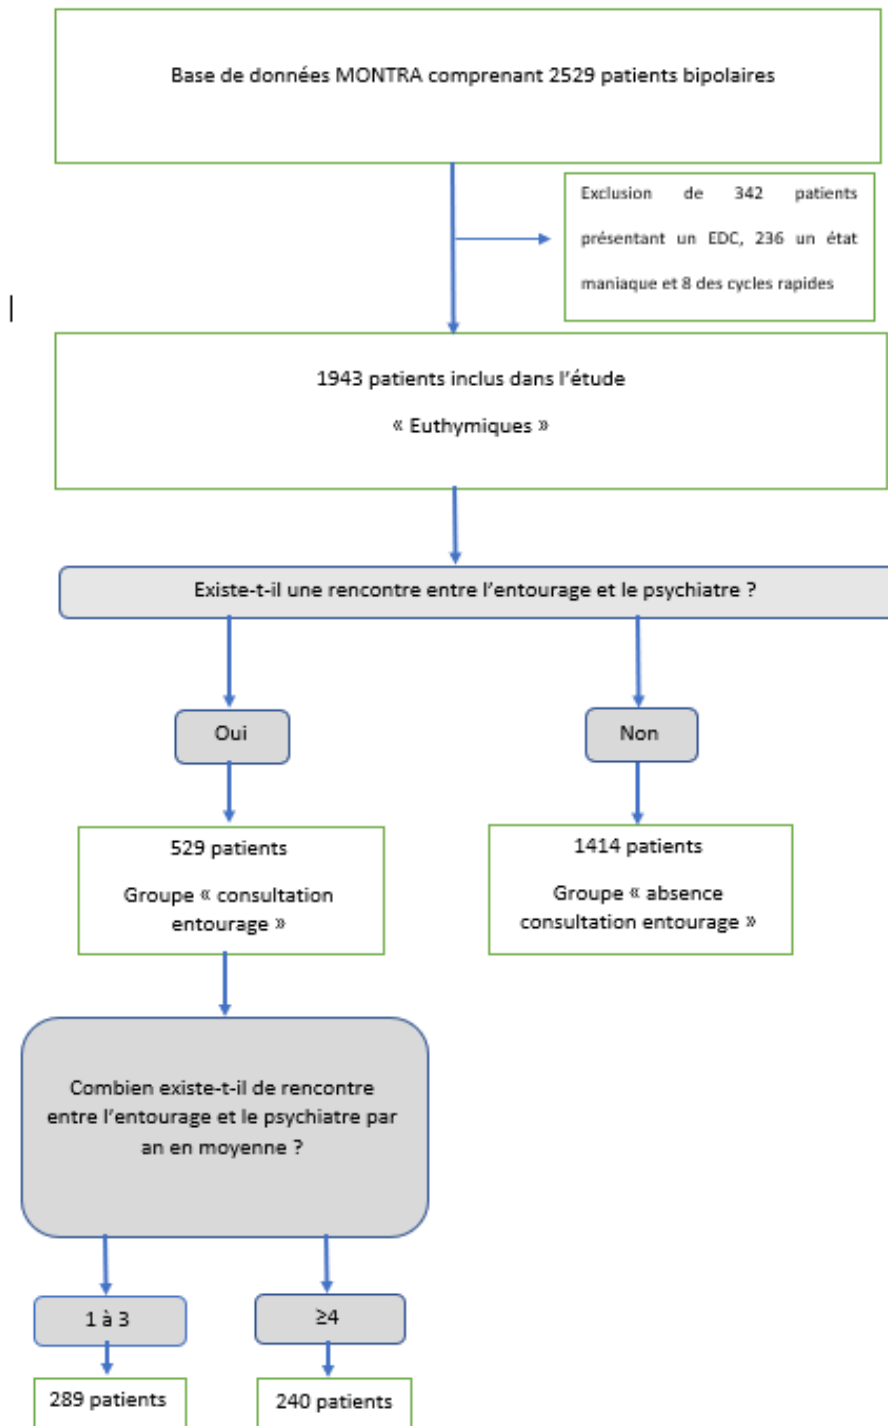 Base de données MONTRA comprenant 2529 patients bipolaires
Exclusion de 342 patients
présentant un EDC, 236 un état
maniaque et 8 des cycles rapides
1943 patients inclus dans l'étude
« Euthymiques »
Existe-t-il une rencontre entre l'entourage et le psychiatre ?
Oui
Non
529 patients
Groupe « consultation
entourage »
1414 patients
Groupe « absence
consultation entourage »
Combien existe-t-il de rencontre
entre l'entourage et le psychiatre par
an en moyenne ?
1 à 3
≥4
289 patients
240 patients